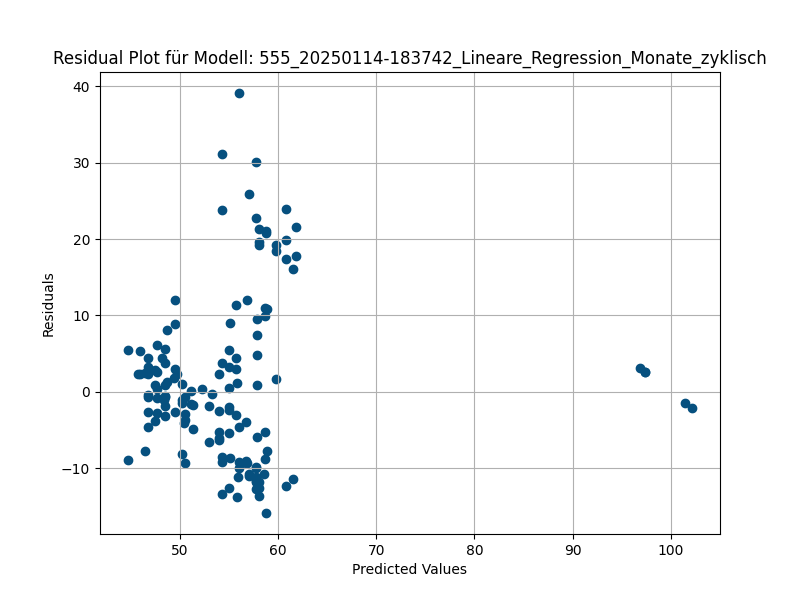 Residual Plot für Modell: 555_20250114-183742_Lineare_Regression_Monate_zyklisch
40
30
20
10
0
−10
Residuals
50 60 70 80 90 100
Predicted Values